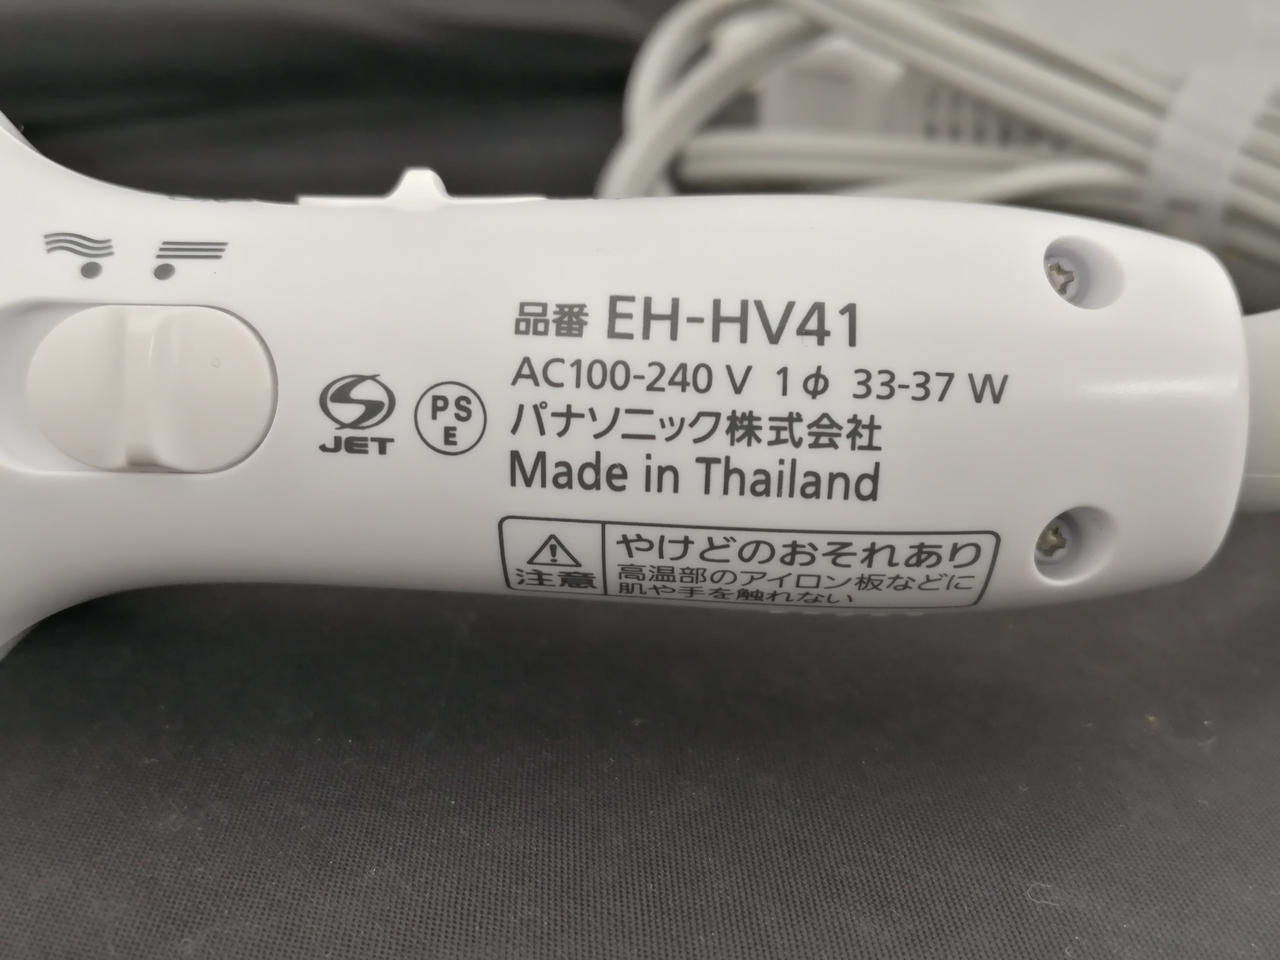 品番 EH-HV41
AC100-240 V 1ϕ 33-37 W
JET
PS
E
パナソニック株式会社
Made in Thailand
注意
やけどのおそれあり
高温部のアイロン板などに
肌や手を触れない